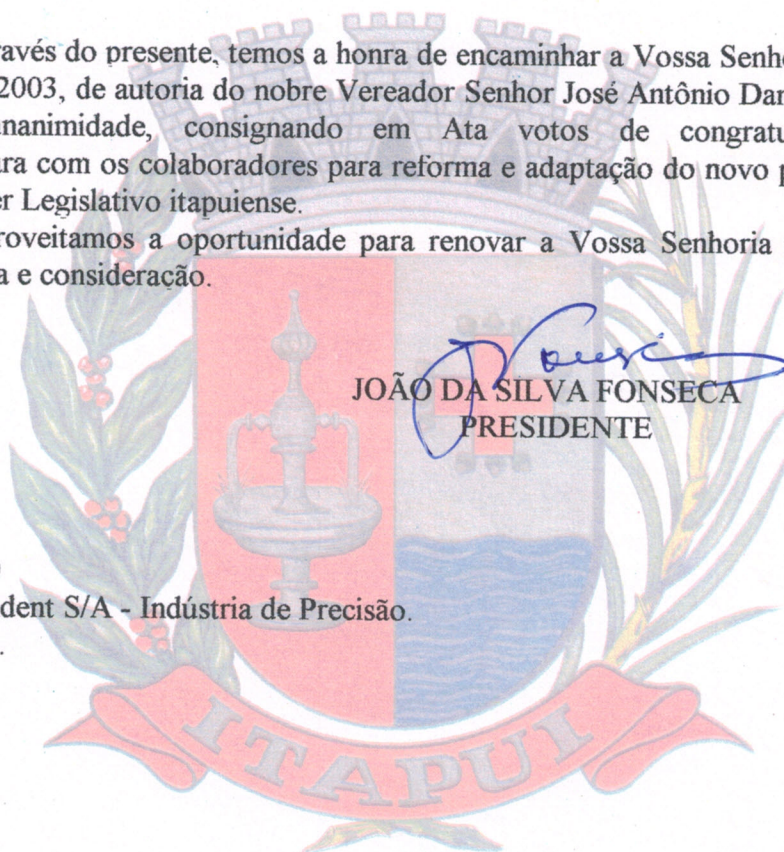 ravés do presente, temos a honra de encaminhar a Vossa Senho
2003, de autoria do nobre Vereador Senhor José Antônio Dar
nanimidade, consignando em Ata votos de congratu
ra com os colaboradores para reforma e adaptação do novo p
er Legislativo itapuiense.
roveitamos a oportunidade para renovar a Vossa Senhoria
a e consideração.
JOÃO DA SILVA FONSECA
PRESIDENTE
dent S/A - Indústria de Precisão.
ITAPUI